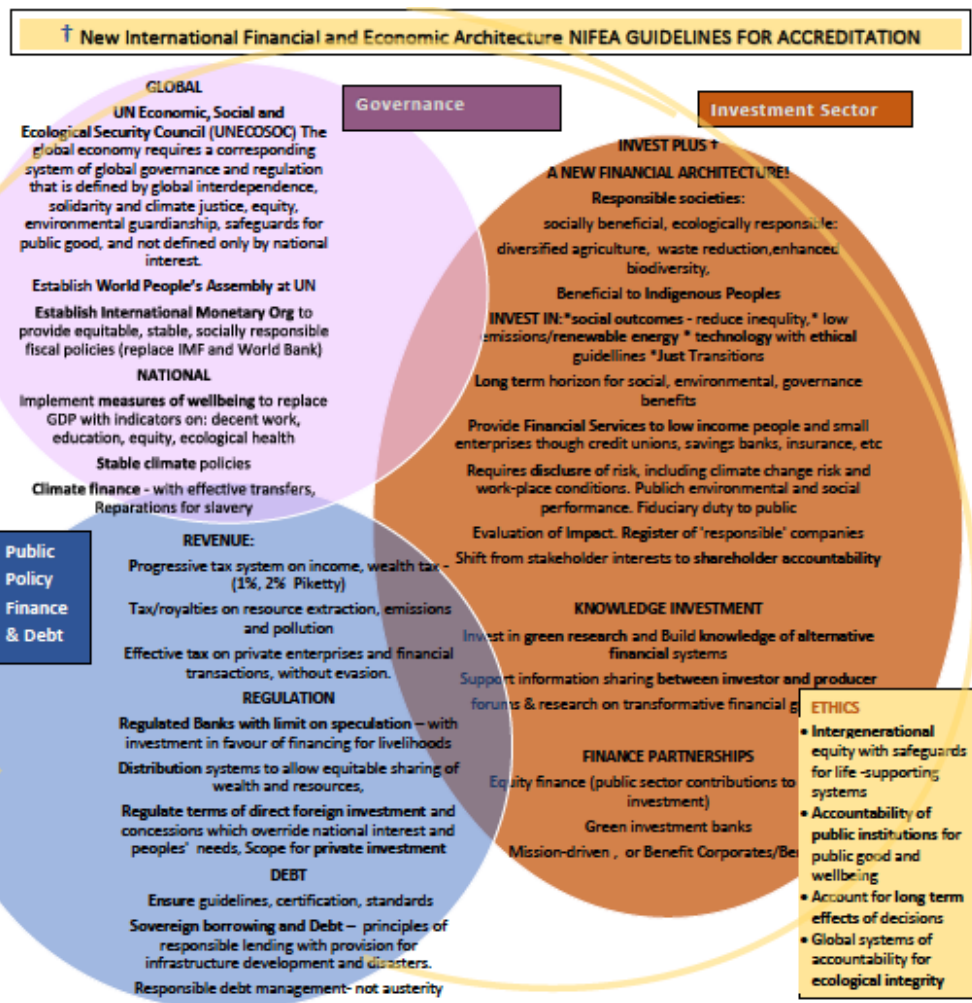 † New International Financial and Economic Architecture NIFEA GUIDELINES FOR ACCREDITATION
Governance
GLOBAL
UN Economic, Social and
Ecological Security Council (UNECOSOC) The
global economy requires a corresponding
system of global governance and regulation
that is defined by global interdependence,
solidarity and climate justice, equity,
environmental guardianship, safeguards for
public good, and not defined only by national
interest.
Establish World People's Assembly at UN
Establish International Monetary Org to
provide equitable, stable, socially responsible
fiscal policies (replace IMF and World Bank)
NATIONAL
Implement measures of wellbeing to replace
GDP with indicators on: decent work,
education, equity, ecological health
Stable climate policies
Climate finance - with effective transfers,
Reparations for slavery
Investment Sector
INVEST PLUS †
A NEW FINANCIAL ARCHITECTURE!
Responsible societies:
socially beneficial, ecologically responsible:
diversified agriculture, waste reduction,enhanced
biodiversity,
Beneficial to Indigenous Peoples
INVEST IN:*social outcomes - reduce inequlity,* low
emissions/renewable energy * technology with ethical
guidellines *Just Transitions
Long term horizon for social, environmental, governance
benefits
Provide Financial Services to low income people and small
enterprises though credit unions, savings banks, insurance, etc
Requires disclsure of risk, including climate change risk and
work-place conditions. Publich environmental and social
performance. Fiduciary duty to public
Evaluation of Impact. Register of 'responsible' companies
Shift from stakeholder interests to shareholder accountability
KNOWLEDGE INVESTMENT
Invest in green research and Build knowledge of alternative
financial systems
Support information sharing between investor and producer
forums & research on transformative financial g
FINANCE PARTNERSHIPS
Equity finance (public sector contributions to
investment)
Green investment banks
Mission-driven , or Benefit Corporates/Be
Public
Policy
Finance
& Debt
REVENUE:
Progressive tax system on income, wealth tax -
(1%, 2% Piketty)
Tax/royalties on resource extraction, emissions
and pollution
Effective tax on private enterprises and financial
transactions, without evasion.
REGULATION
Regulated Banks with limit on speculation – with
investment in favour of financing for livelihoods
Distribution systems to allow equitable sharing of
wealth and resources,
Regulate terms of direct foreign investment and
concessions which override national interest and
peoples' needs, Scope for private investment
DEBT
Ensure guidelines, certification, standards
Sovereign borrowing and Debt – principles of
responsible lending with provision for
infrastructure development and disasters.
Responsible debt management- not austerity
ETHICS
• Intergenerational
equity with safeguards
for life -supporting
systems
• Accountability of
public institutions for
public good and
wellbeing
• Account for long term
effects of decisions
• Global systems of
accountability for
ecological integrity